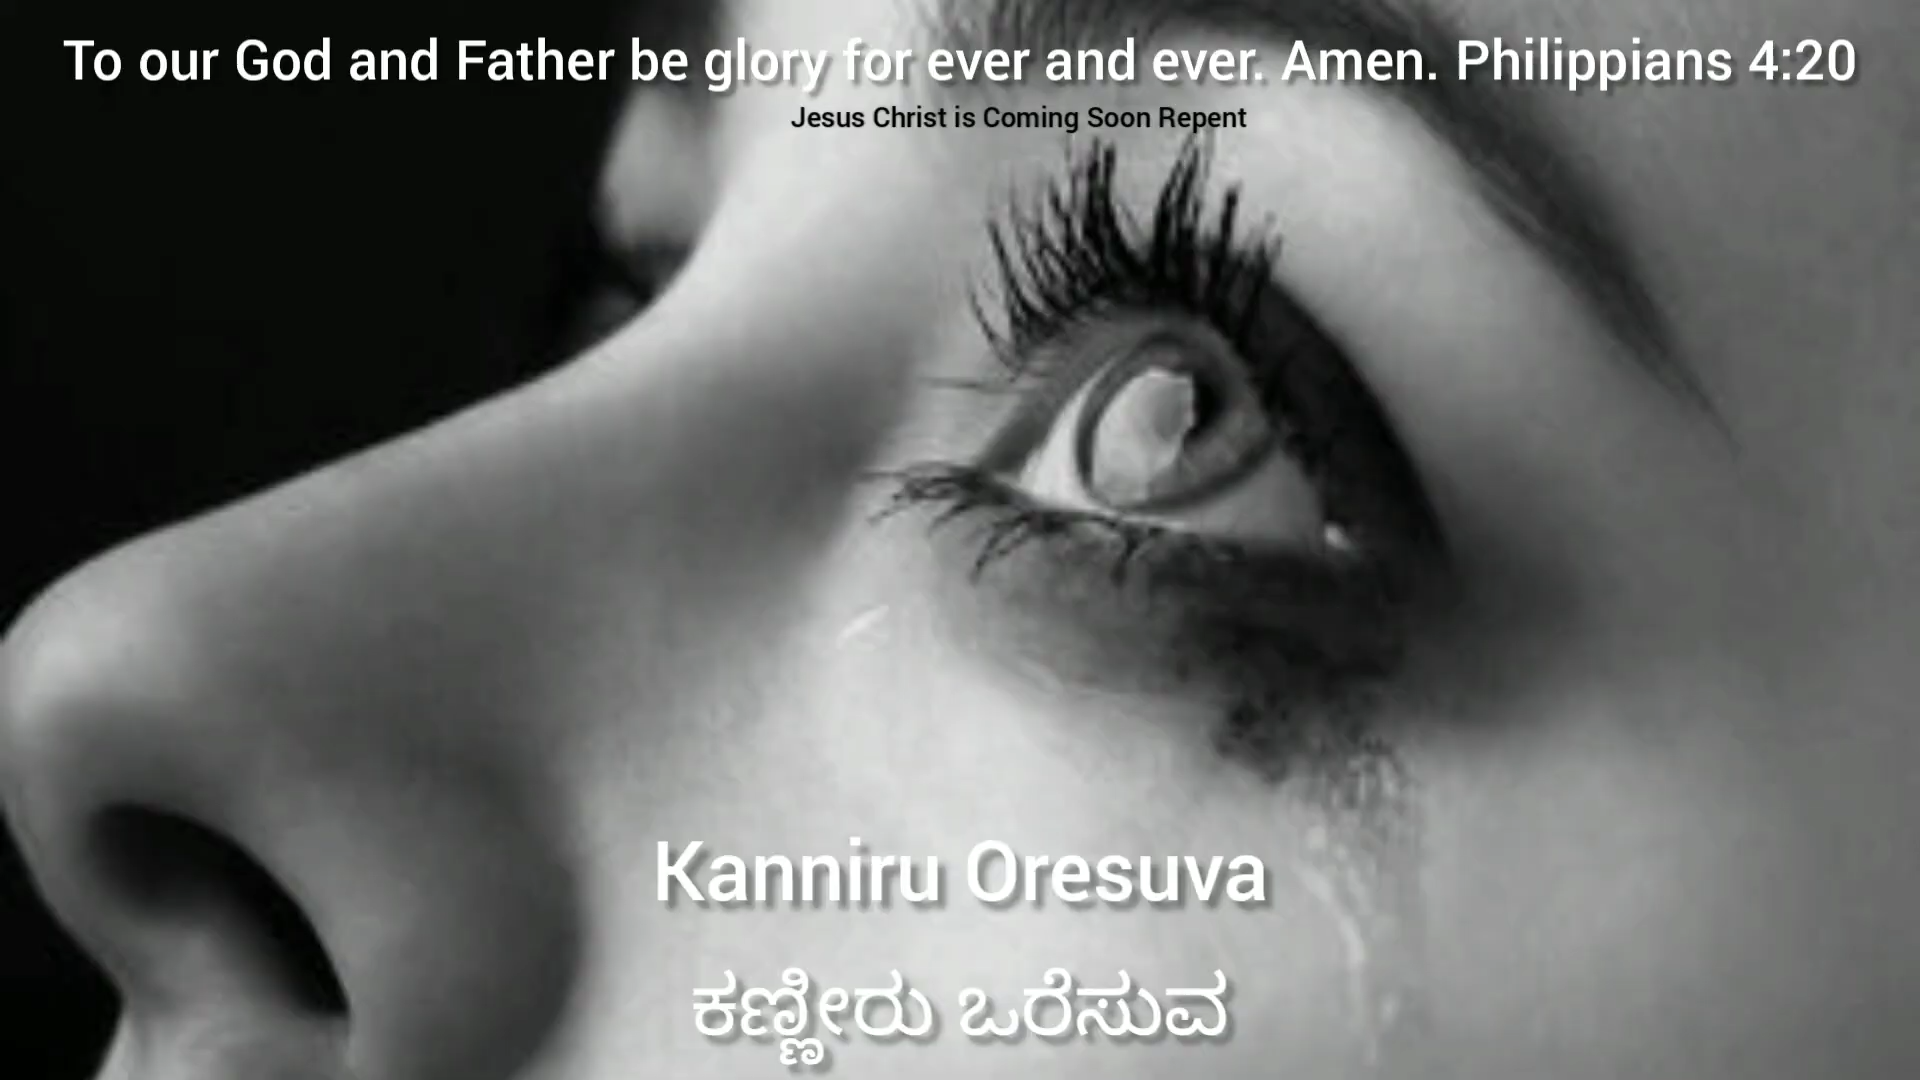 To our God and Father be glory for ever and ever. Amen. Philippians 4:20
Jesus Christ is Coming Soon Repent
Kanniru Oresuva
ಕಣ್ಣೀರು ಒರೆಸುವ